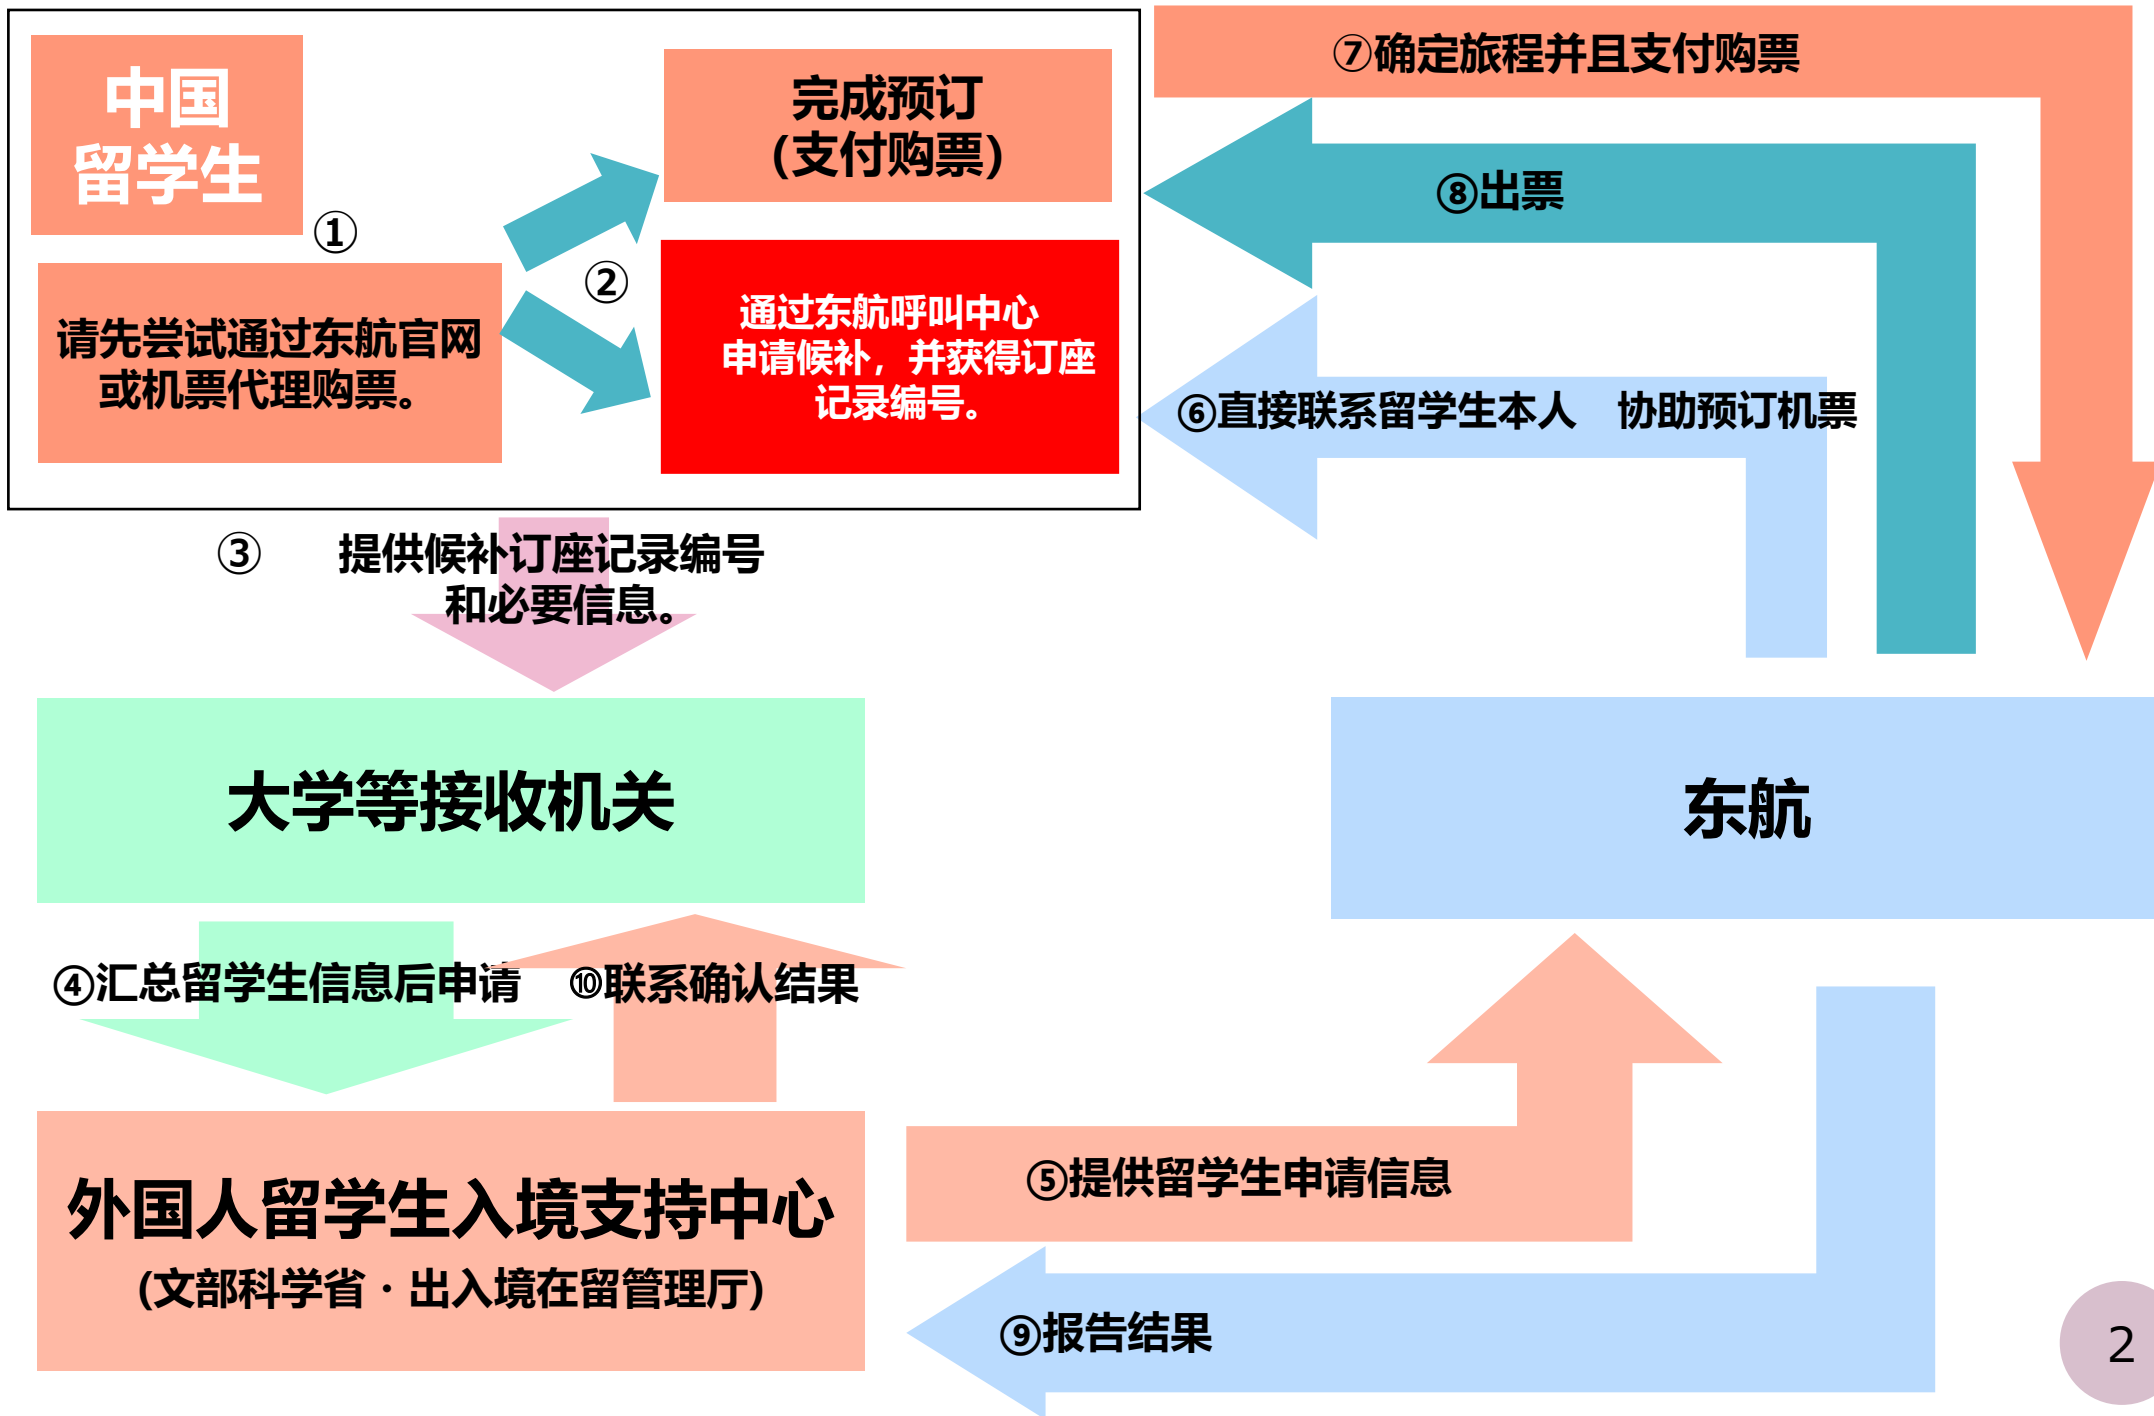 中国
留学生
①
请先尝试通过东航官网
或机票代理购票。
②
完成预订
(支付购票)
通过东航呼叫中心
申请候补，并获得订座
记录编号。
③ 提供候补订座记录编号
和必要信息。
⑦确定旅程并且支付购票
⑧出票
⑥直接联系留学生本人　协助预订机票
大学等接收机关
东航
④汇总留学生信息后申请
⑩联系确认结果
外国人留学生入境支持中心
(文部科学省・出入境在留管理厅)
⑤提供留学生申请信息
⑨报告结果
2